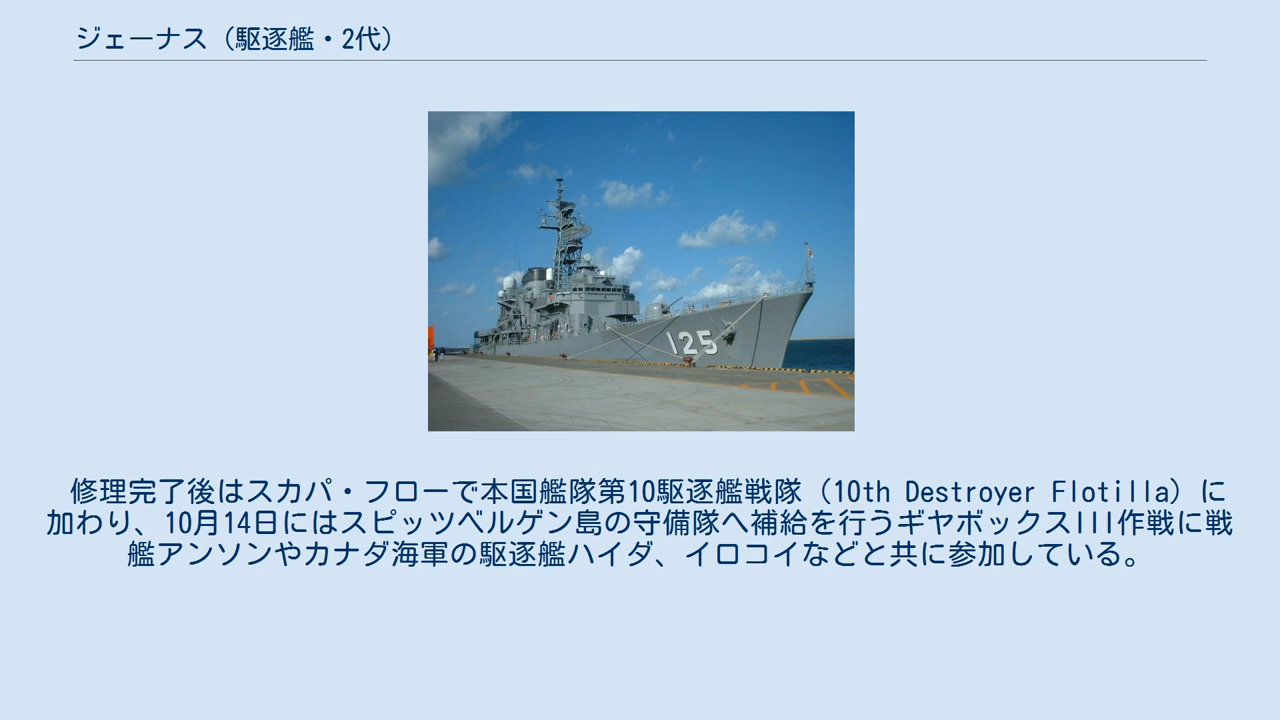 ジェーナス（駆逐艦・2代）
125
修理完了後はスカパ・フローで本国艦隊第10駆逐艦戦隊（10th Destroyer Flotilla）に
加わり、10月14日にはスピッツベルゲン島の守備隊へ補給を行うギヤボックスIII作戦に戦
艦アンソンやカナダ海軍の駆逐艦ハイダ、イロコイなどと共に参加している。